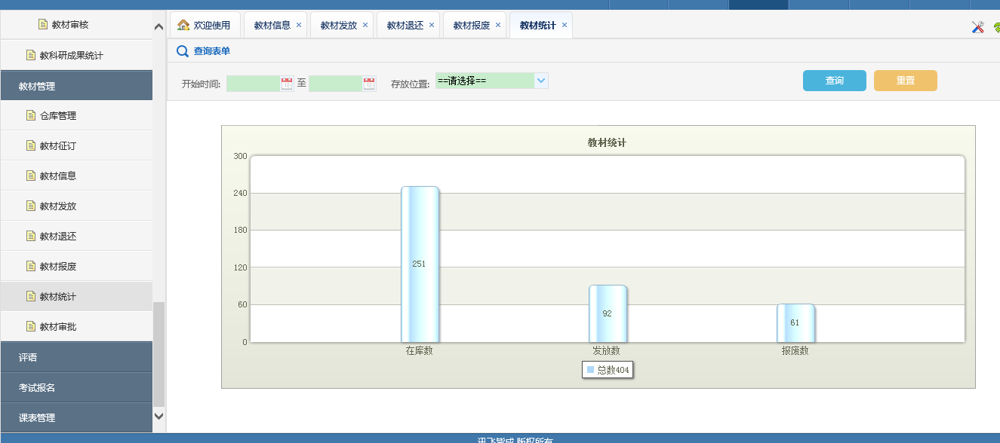 教材审核
教科研成果统计
教材管理
仓库管理
教材征订
教材信息
教材发放
教材退还
教材报废
教材统计
教材审批
评语
考试报名
课表管理
欢迎使用 教材信息 × 教材发放 × 教材退还 × 教材报废 × 教材统计 ×
查询表单
开始时间: 至 存放位置: ==请选择== 查询 重置
教材统计
300
240
180
120
60
0
251
92
61
在库数 发放数 报废数
总数404
讯飞皆成 版权所有